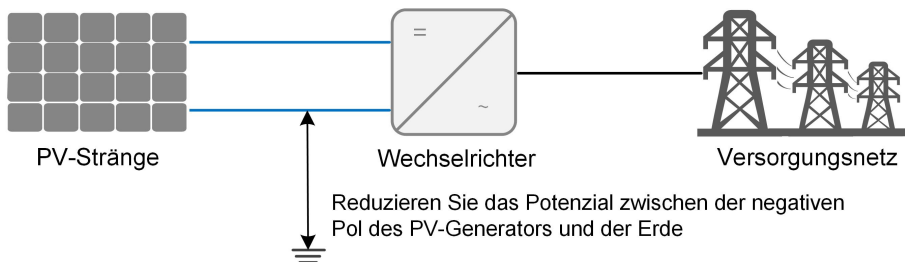 PV-Stränge
Wechselrichter
Versorgungsnetz
Reduzieren Sie das Potenzial zwischen der negativen
Pol des PV-Generators und der Erde